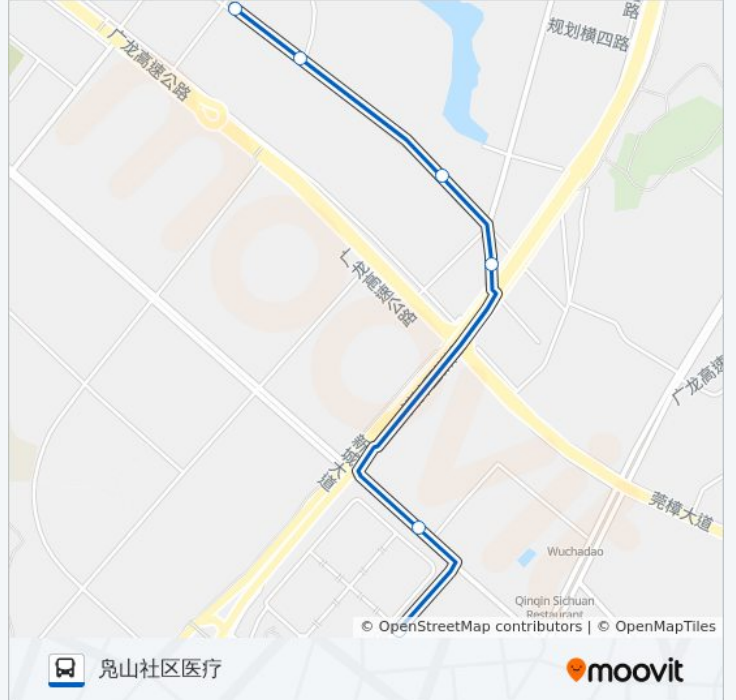 路
规划横四路
广龙高速公路
广龙高速公路
广龙高速
新城大道
莞樟大道
Wuchadao
Qinqin Sichuan
Restaurant
© OpenStreetMap contributors | © OpenMapTiles
凫山社区医疗
moovit